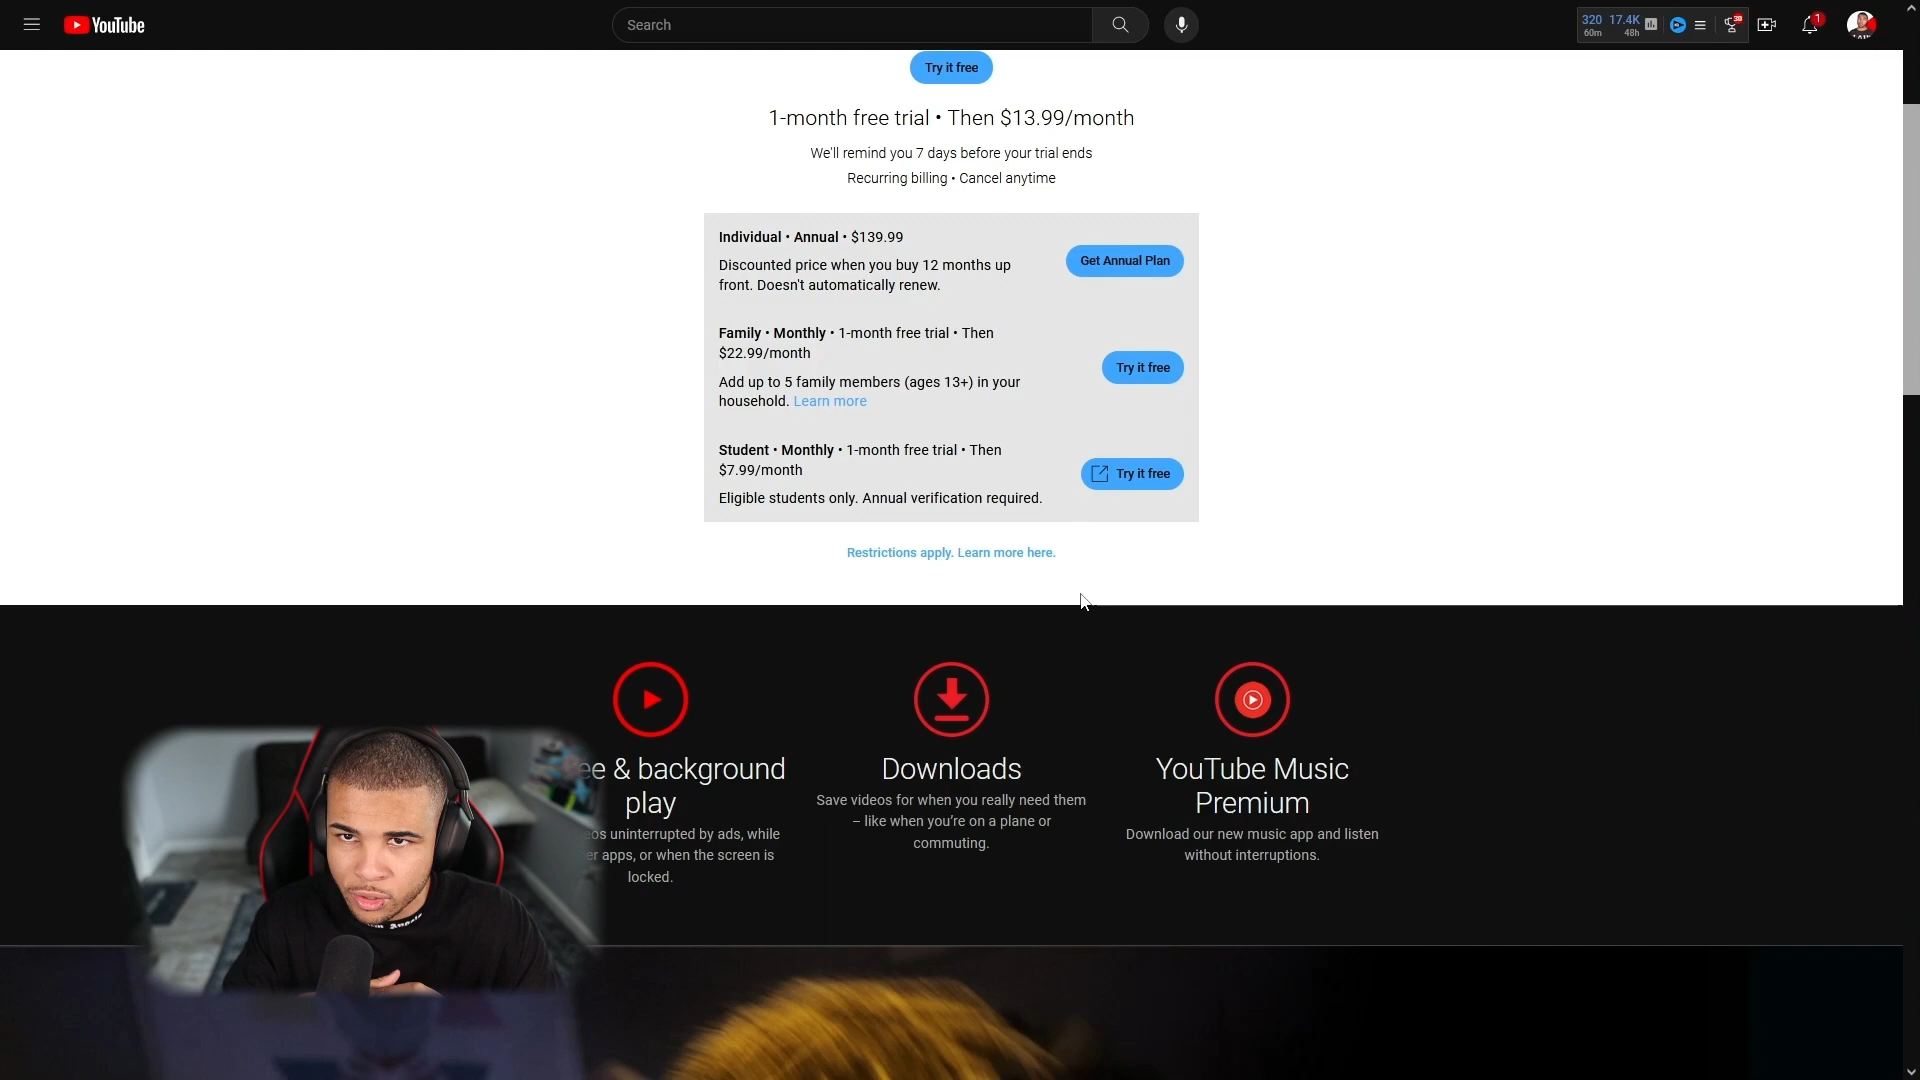 YouTube
Search
320 17.4K
60m 48h
39
1
Try it free
1-month free trial • Then $13.99/month
We'll remind you 7 days before your trial ends
Recurring billing • Cancel anytime
Individual • Annual • $139.99
Discounted price when you buy 12 months up
front. Doesn't automatically renew.
Get Annual Plan
Family • Monthly • 1-month free trial • Then
$22.99/month
Add up to 5 family members (ages 13+) in your
household. Learn more
Try it free
Student • Monthly • 1-month free trial • Then
$7.99/month
Eligible students only. Annual verification required.
Try it free
Restrictions apply. Learn more here.
& background
play
uninterrupted by ads, while
apps, or when the screen is
locked.
Downloads
Save videos for when you really need them
– like when you're on a plane or
commuting.
YouTube Music
Premium
Download our new music app and listen
without interruptions.
Angels